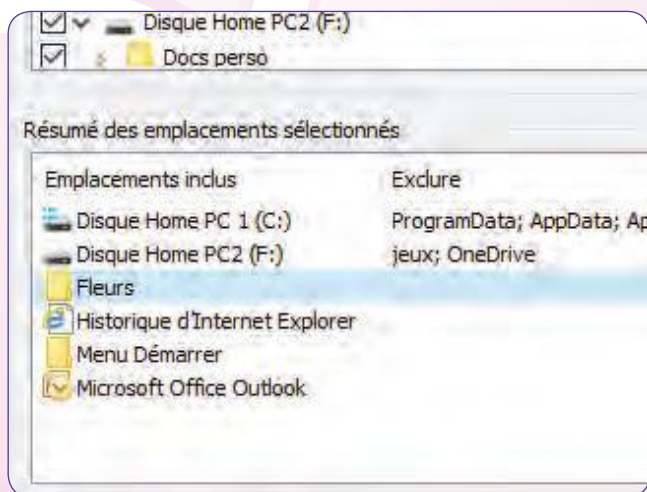 Disque Home PC2 (F:)
Docs perso
Résumé des emplacements sélectionnés
Emplacements inclus Exclure
Disque Home PC 1 (C:) ProgramData; AppData; Ap
Disque Home PC2 (F:) jeux; OneDrive
Fleurs
Historique d'Internet Explorer
Menu Démarrer
Microsoft Office Outlook